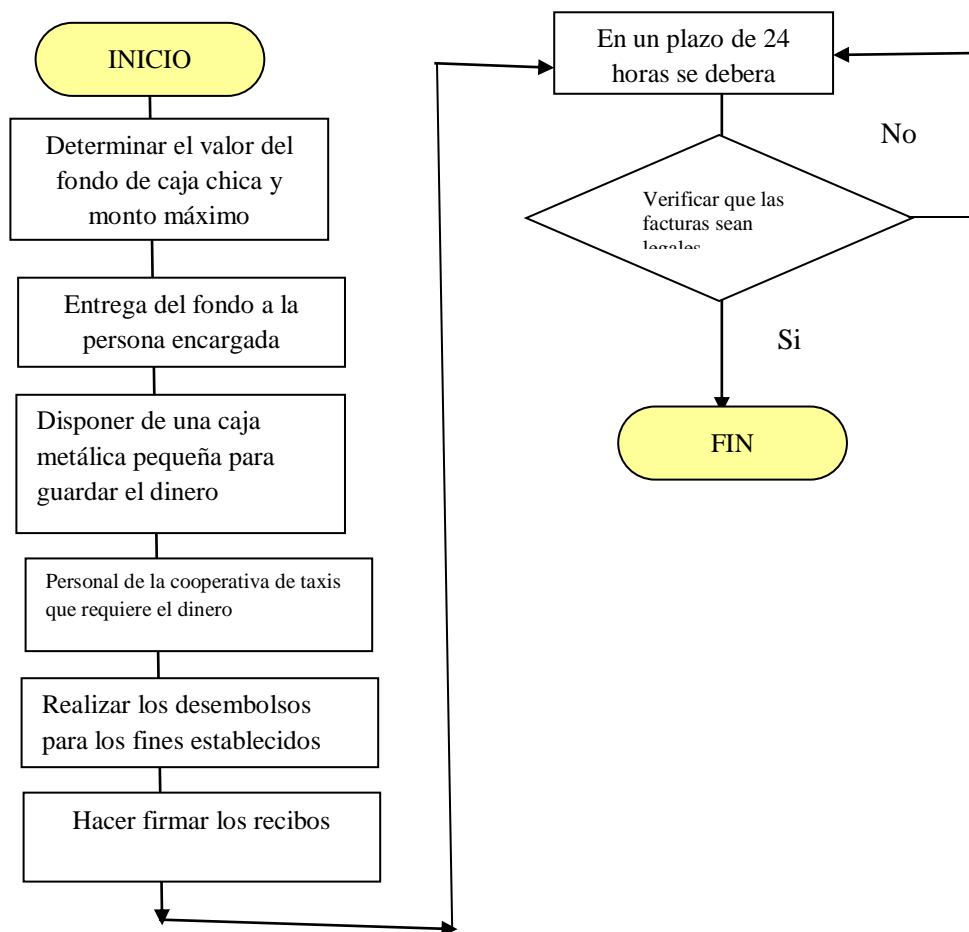 INICIO
Determinar el valor del
fondo de caja chica y
monto máximo
Entrega del fondo a la
persona encargada
Disponer de una caja
metálica pequeña para
guardar el dinero
Personal de la cooperativa de taxis
que requiere el dinero
Realizar los desembolsos
para los fines establecidos
Hacer firmar los recibos
En un plazo de 24
horas se debera
No
Verificar que las
facturas sean
legales
Si
FIN